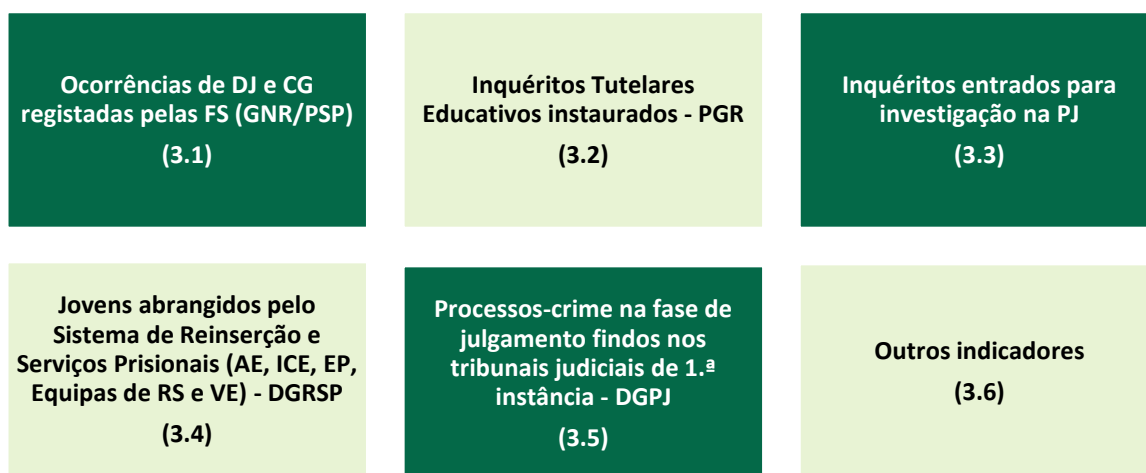 Ocorrências de DJ e CG
registadas pelas FS (GNR/PSP)
(3.1)
Inquéritos Tutelares
Educativos instaurados - PGR
(3.2)
Inquéritos entrados para
investigação na PJ
(3.3)
Jovens abrangidos pelo
Sistema de Reinserção e
Serviços Prisionais (AE, ICE, EP,
Equipas de RS e VE) - DGRSP
(3.4)
Processos-crime na fase de
julgamento findos nos
tribunais judiciais de 1.ª
instância - DGPJ
(3.5)
Outros indicadores
(3.6)